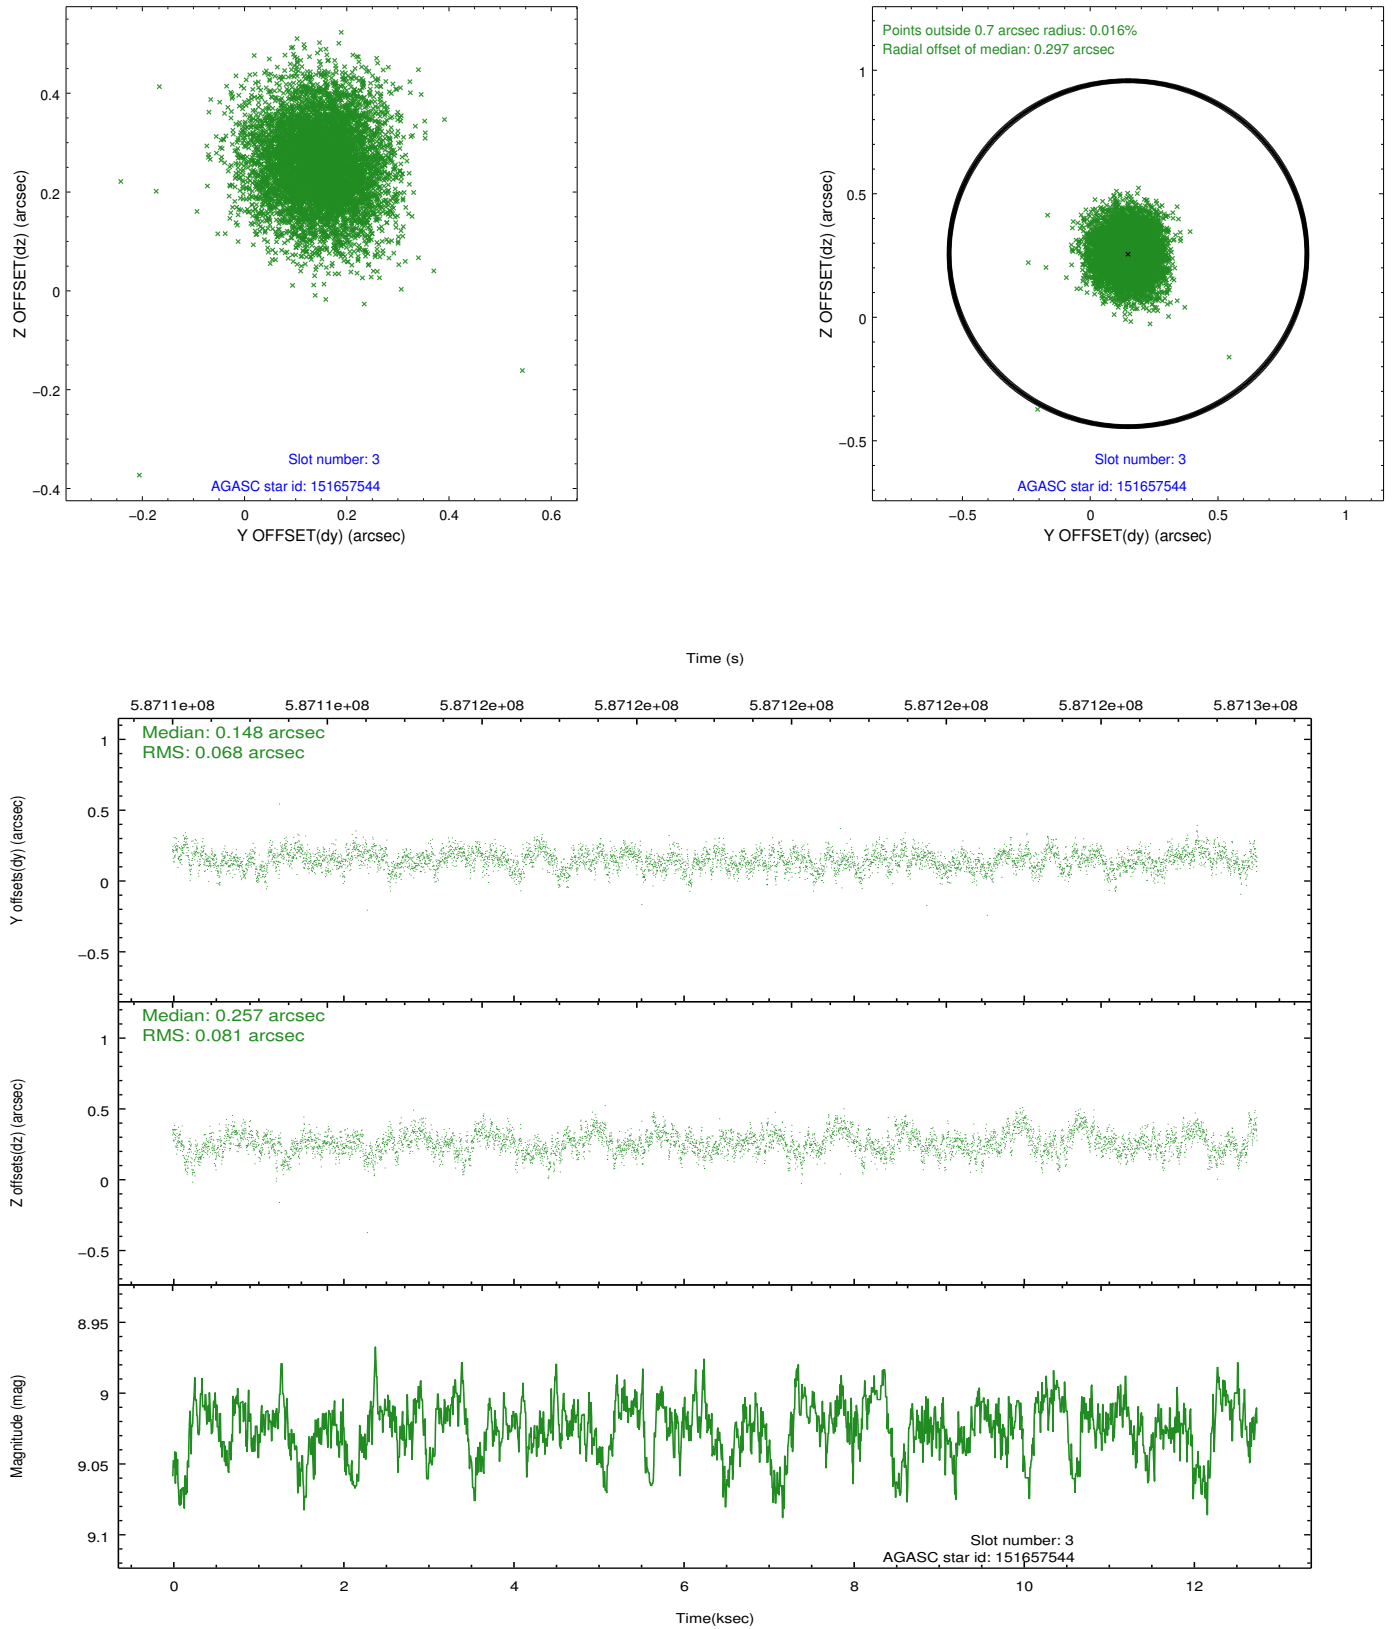 0.4
0.2
0
−0.2
−0.4
Z OFFSET(dz) (arcsec)
−0.2
0
0.2
0.4
0.6
Y OFFSET(dy) (arcsec)
Slot number: 3
AGASC star id: 151657544
Points outside 0.7 arcsec radius: 0.016%
Radial offset of median: 0.297 arcsec
1
0.5
0
−0.5
Z OFFSET(dz) (arcsec)
−0.5
0
0.5
1
Y OFFSET(dy) (arcsec)
Slot number: 3
AGASC star id: 151657544
Time (s)
5.8711e+08
5.8711e+08
5.8712e+08
5.8712e+08
5.8712e+08
5.8712e+08
5.8712e+08
5.8713e+08
Median: 0.148 arcsec
RMS: 0.068 arcsec
1
0.5
0
−0.5
Y offsets(dy) (arcsec)
Median: 0.257 arcsec
RMS: 0.081 arcsec
1
0.5
0
−0.5
Z offsets(dz) (arcsec)
8.95
9
9.05
9.1
Magnitude (mag)
Slot number: 3
AGASC star id: 151657544
0
2
4
6
8
10
12
Time(ksec)